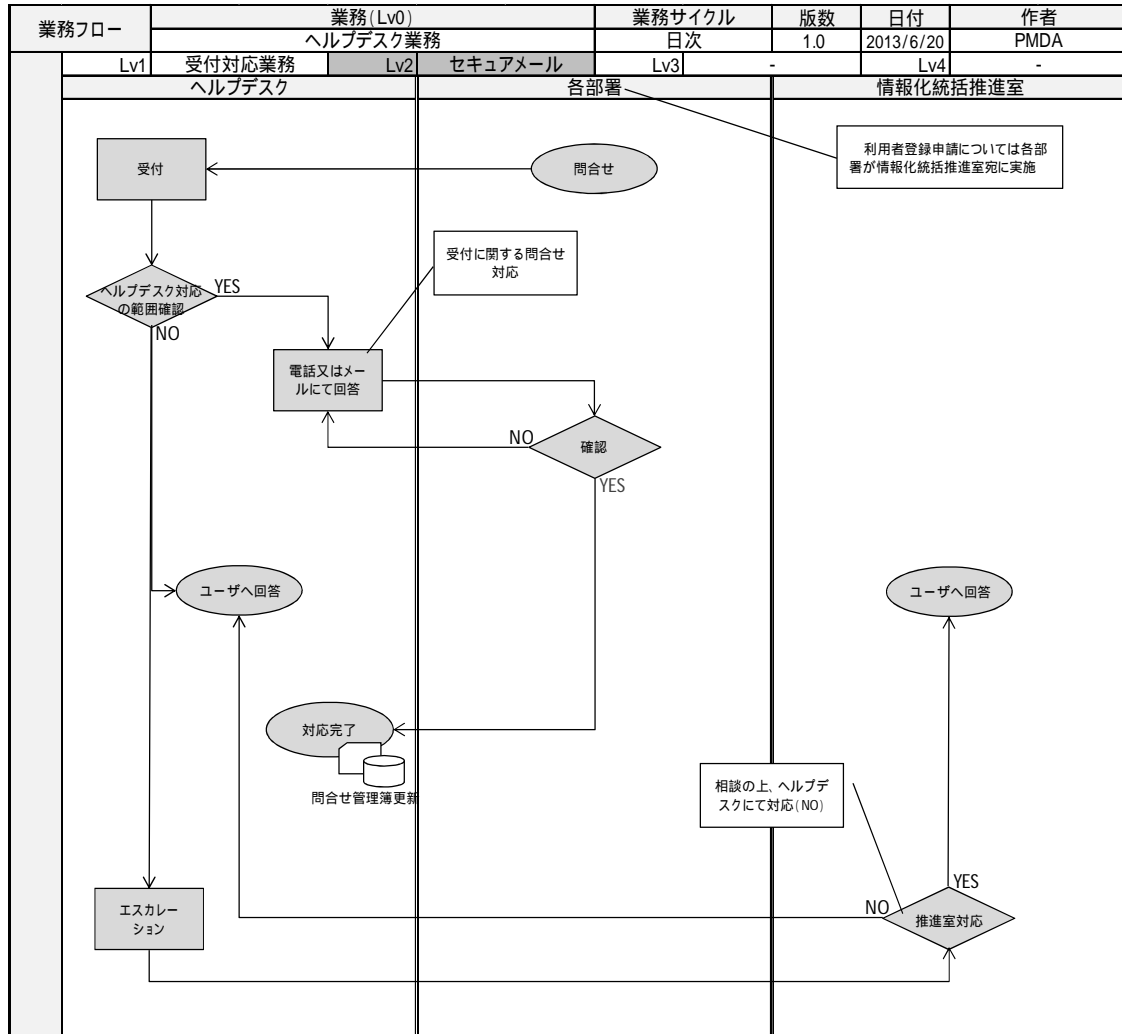 業務フロー
業務(Lv0)
業務サイクル
版数
日付
作者
ヘルプデスク業務
日次
1.0
2013/6/20
PMDA
Lv1
受付対応業務
Lv2
セキュアメール
Lv3
-
Lv4
-
ヘルプデスク
各部署
情報化統括推進室
利用者登録申請については各部
署が情報化統括推進室宛に実施
受付
問合せ
受付に関する問合せ
対応
ヘルプデスク対応
の範囲確認
YES
NO
電話又はメー
ルにて回答
NO
確認
YES
ユーザへ回答
ユーザへ回答
対応完了
問合せ管理簿更新
相談の上、ヘルプデ
スクにて対応(NO)
エスカレー
ション
YES
NO
推進室対応